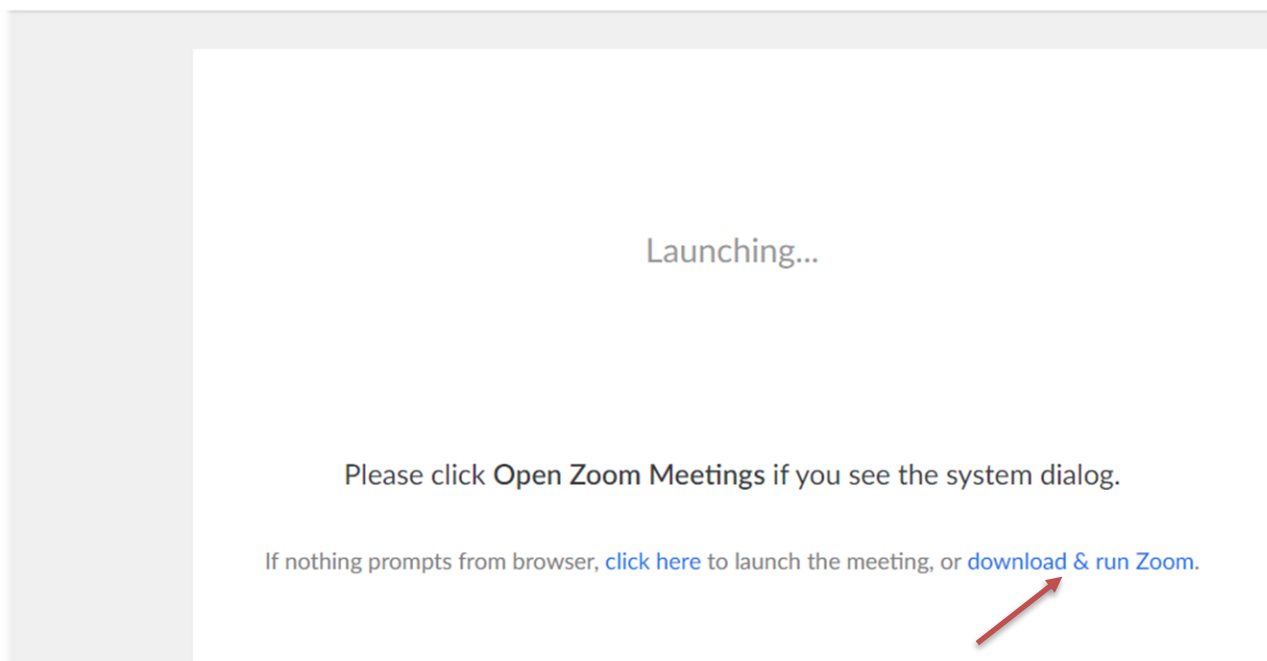 Launching...
Please click Open Zoom Meetings if you see the system dialog.
If nothing prompts from browser, click here to launch the meeting, or download & run Zoom.